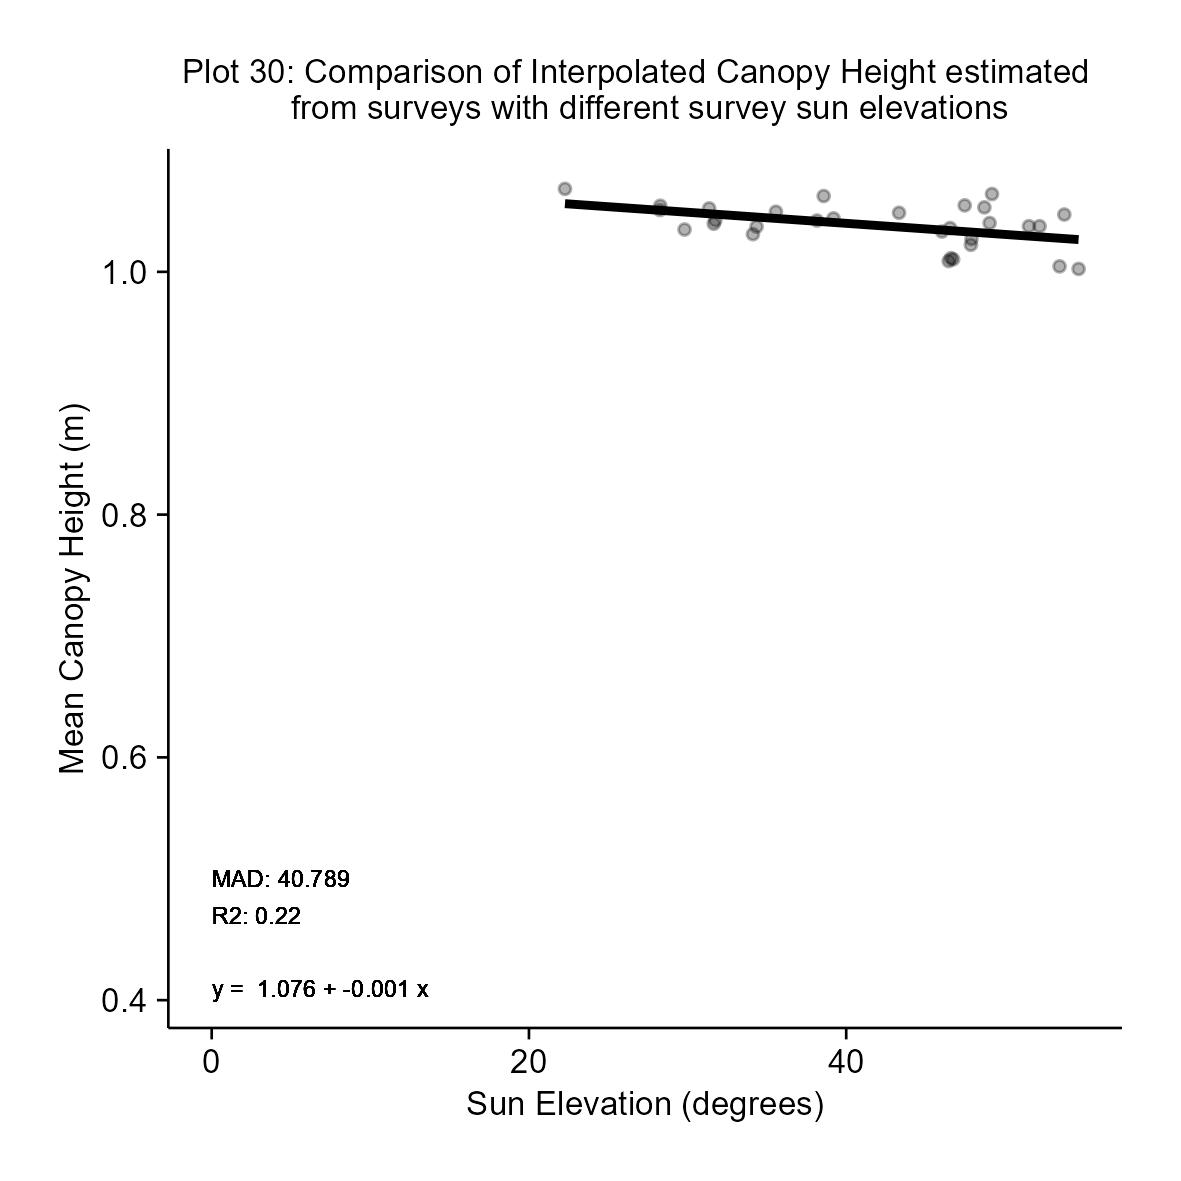 Plot 30: Comparison of Interpolated Canopy Height estimated
from surveys with different survey sun elevations
Mean Canopy Height (m)
1.0
0.8
0.6
0.4
MAD: 40.789
R2: 0.22
y =  1.076 + -0.001 x
0
20
40
Sun Elevation (degrees)